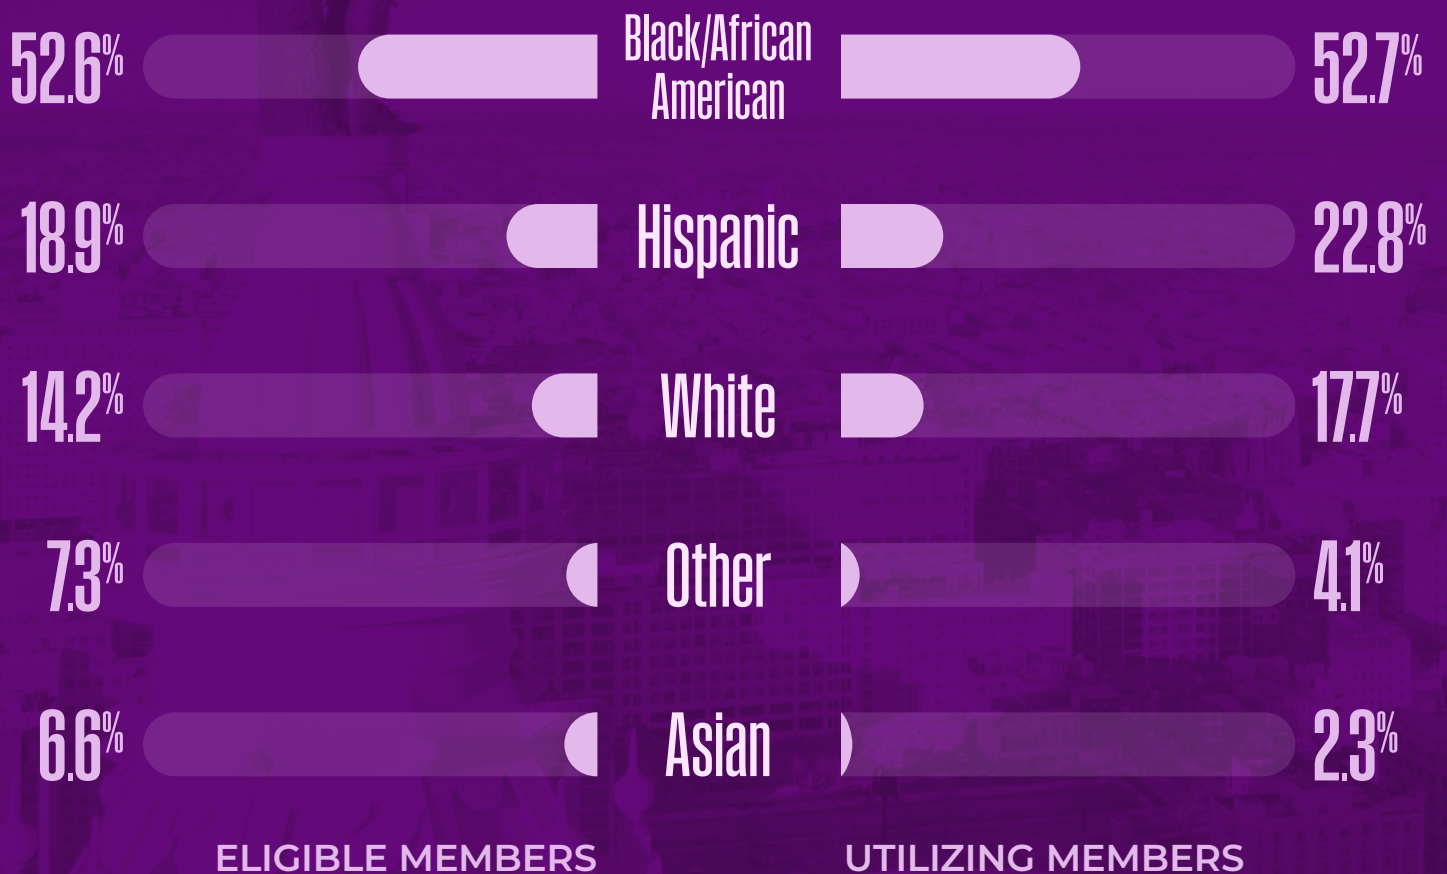 52.6% Black/African American 52.7%
18.9% Hispanic 22.8%
14.2% White 17.7%
7.3% Other 4.1%
6.6% Asian 2.3%
ELIGIBLE MEMBERS UTILIZING MEMBERS